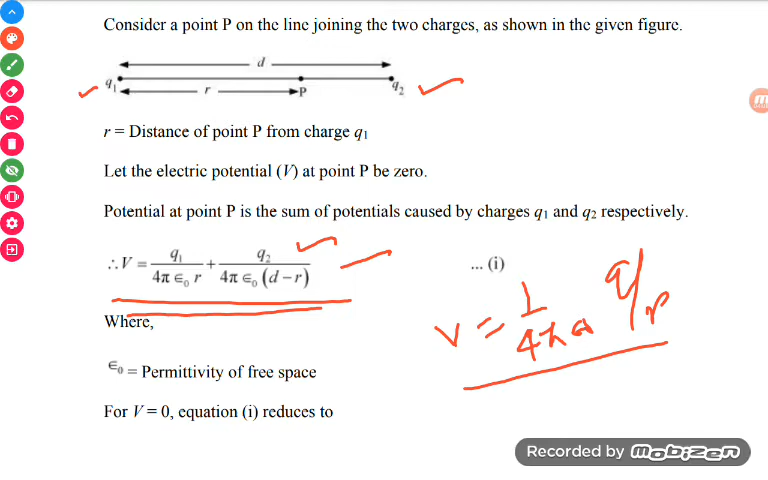 Consider a point P on the line joining the two charges, as shown in the given figure.
d
q₁ r P q₂
r = Distance of point P from charge q₁
Let the electric potential (V) at point P be zero.
Potential at point P is the sum of potentials caused by charges q₁ and q₂ respectively.
∴V = q₁/4π∈₀ r + q₂/4π∈₀ (d−r) ... (i)
V = 1/4π q/r
Where,
∈₀ = Permittivity of free space
For V = 0, equation (i) reduces to
Recorded by mobizen